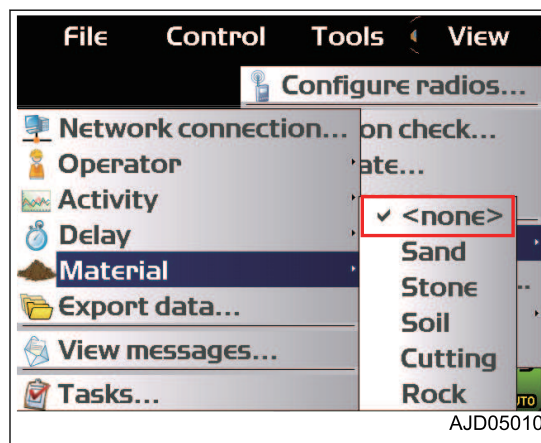 File Control Tools View
Configure radios...
Network connection... on check...
Operator ate...
Activity
<none>
Delay
Sand
Material
Stone ..
Export data...
Soil
View messages...
Cutting
Tasks...
Rock UTO
AJD05010